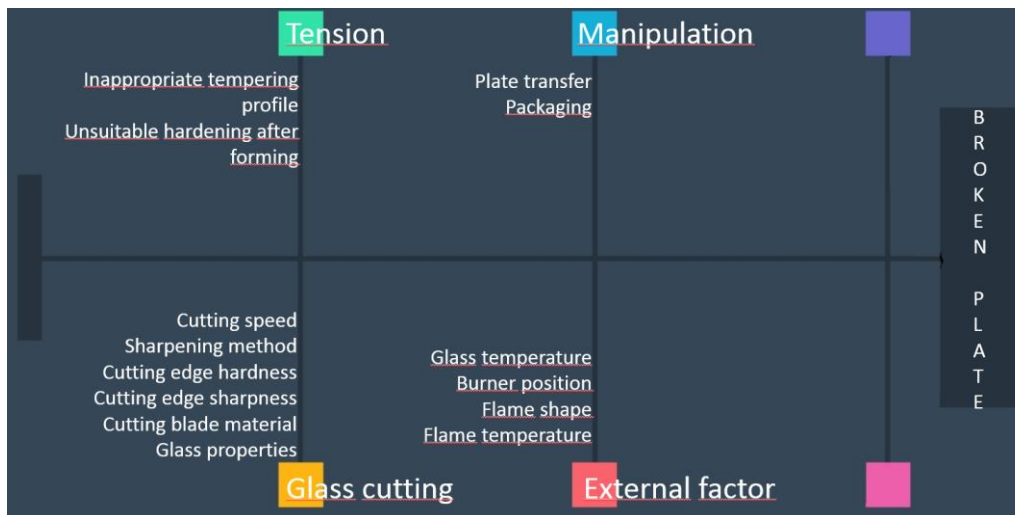 Tension
Manipulation
Inappropriate tempering
profile
Unsuitable hardening after
forming
Plate transfer
Packaging
BROKEN PLATE
Cutting speed
Sharpening method
Cutting edge hardness
Cutting edge sharpness
Cutting blade material
Glass properties
Glass temperature
Burner position
Flame shape
Flame temperature
Glass cutting
External factor